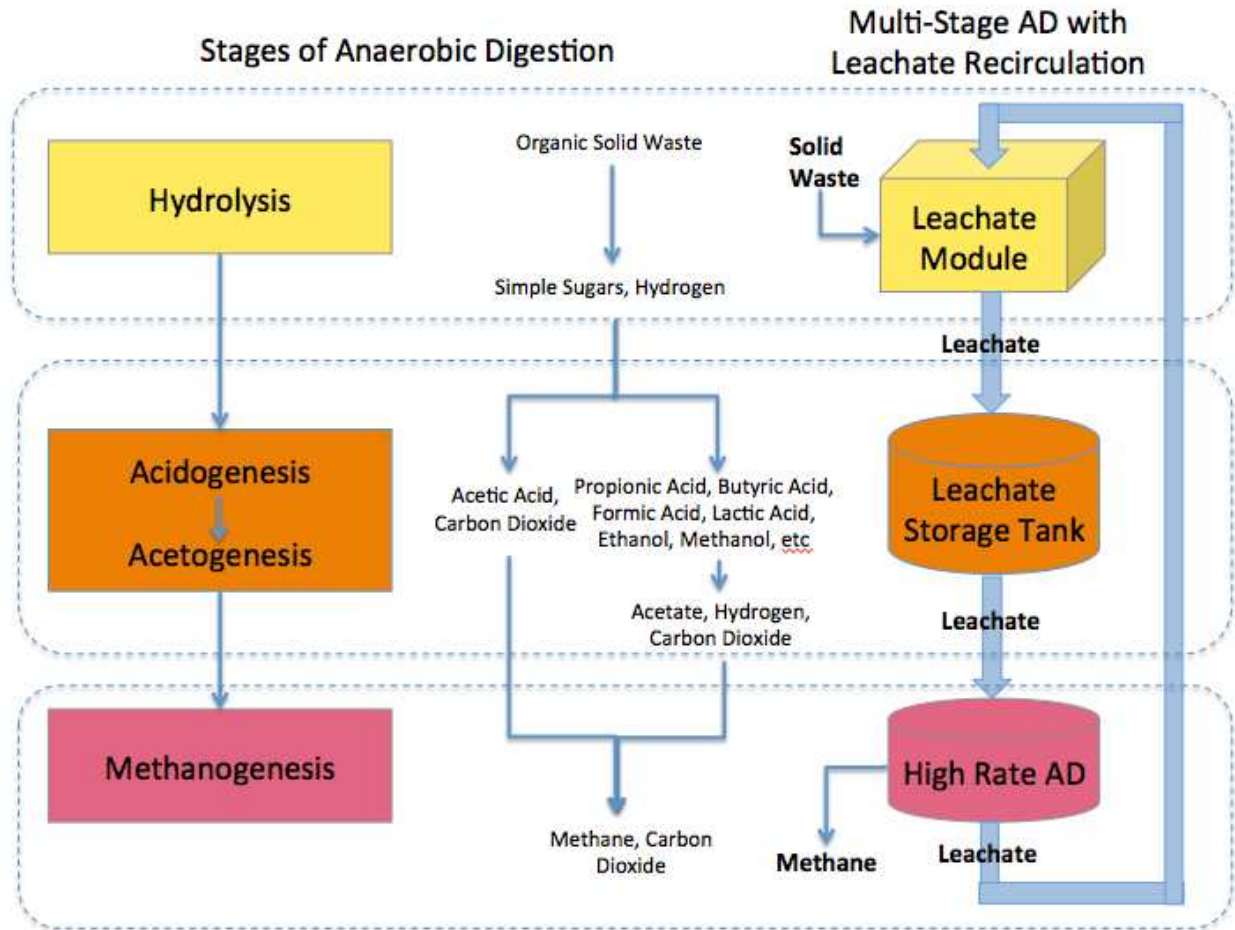 Stages of Anaerobic Digestion
Multi-Stage AD with
Leachate Recirculation
Hydrolysis
Organic Solid Waste
Simple Sugars, Hydrogen
Solid
Waste
Leachate
Module
Leachate
Acidogenesis
Acetogenesis
Acetic Acid,
Carbon Dioxide
Propionic Acid, Butyric Acid,
Formic Acid, Lactic Acid,
Ethanol, Methanol, etc
Acetate, Hydrogen,
Carbon Dioxide
Leachate
Storage Tank
Leachate
Methanogenesis
Methane, Carbon
Dioxide
High Rate AD
Methane
Leachate